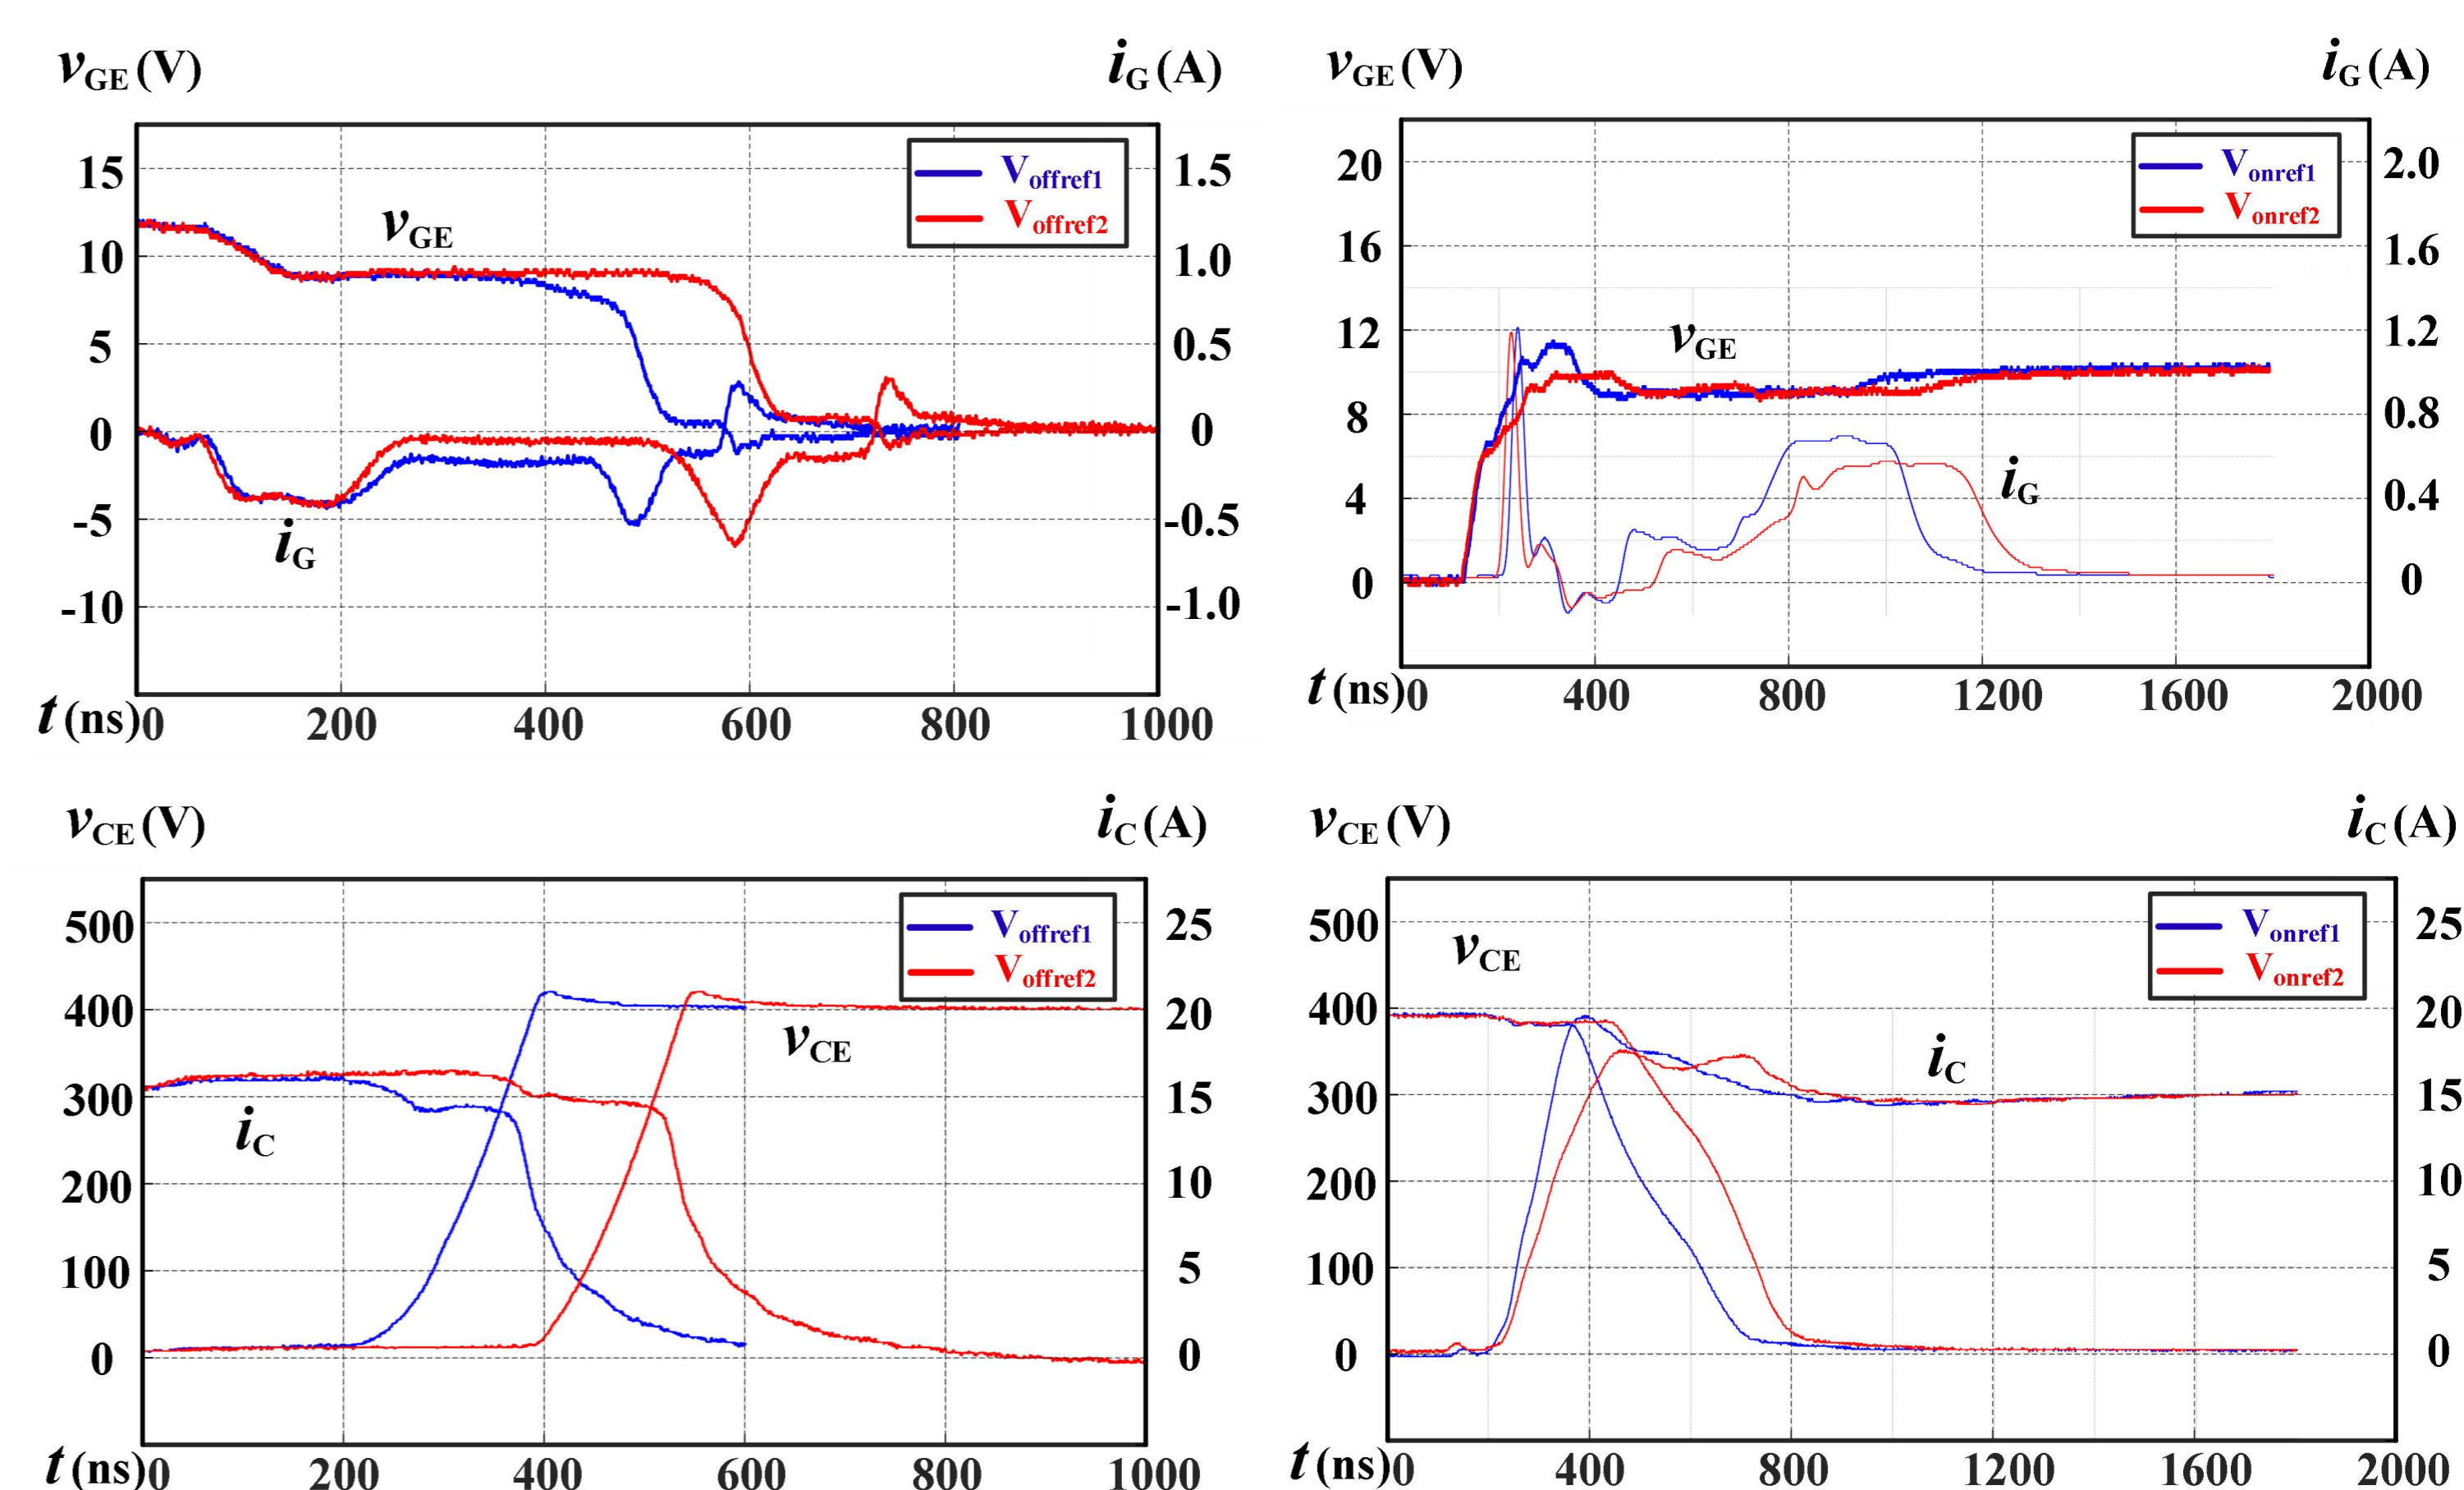 vGE (V)
iG (A)
15
10
5
0
-5
-10
1.5
1.0
0.5
0
-0.5
-1.0
Voffref1
Voffref2
vGE
iG
t (ns)0 200 400 600 800 1000
vGE (V)
iG (A)
20
16
12
8
4
0
2.0
1.6
1.2
0.8
0.4
0
Vonref1
Vonref2
vGE
iG
t (ns)0 400 800 1200 1600 2000
vCE (V)
iC (A)
500
400
300
200
100
0
25
20
15
10
5
0
Voffref1
Voffref2
vCE
iC
t (ns)0 200 400 600 800 1000
vCE (V)
iC (A)
500
400
300
200
100
0
25
20
15
10
5
0
Vonref1
Vonref2
vCE
iC
t (ns)0 400 800 1200 1600 2000